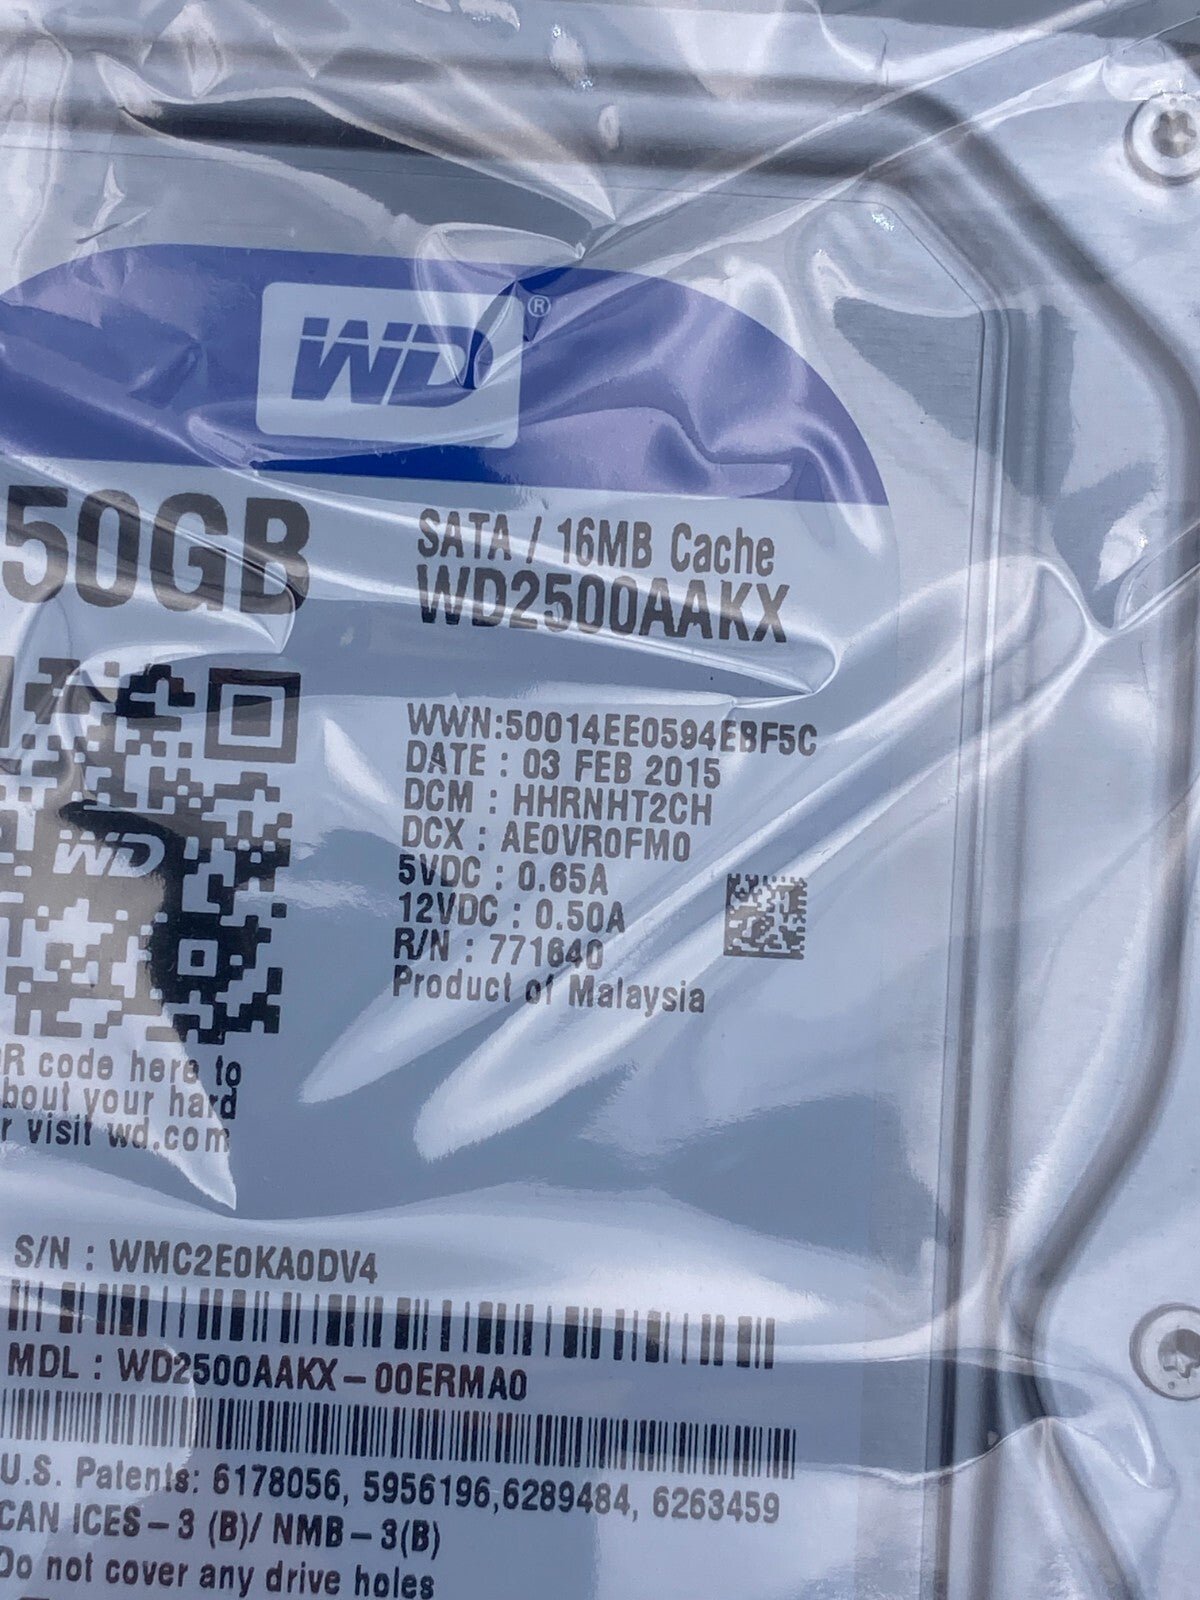 WD®
50GB
SATA / 16MB Cache
WD2500AAKX
WWN:50014EE0594EBF5C
DATE : 03 FEB 2015
DCM : HHRNHT2CH
DCX : AE0VR0FM0
5VDC : 0.65A
12VDC : 0.50A
R/N : 771640
Product of Malaysia
WD
R code here to
bout your hard
r visit wd.com
S/N : WMC2E0KA0DV4
MDL : WD2500AAKX-00ERMA0
U.S. Patents: 6178056, 5956196,6289484, 6263459
CAN ICES-3 (B)/ NMB-3(B)
Do not cover any drive holes